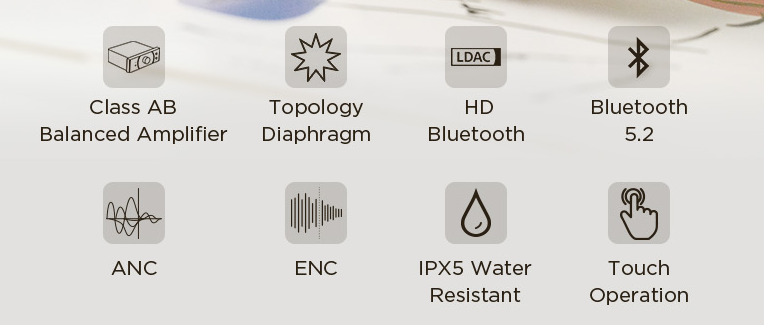 Class AB
Balanced Amplifier
Topology
Diaphragm
LDAC
HD
Bluetooth
Bluetooth
5.2
ANC
ENC
IPX5 Water
Resistant
Touch
Operation